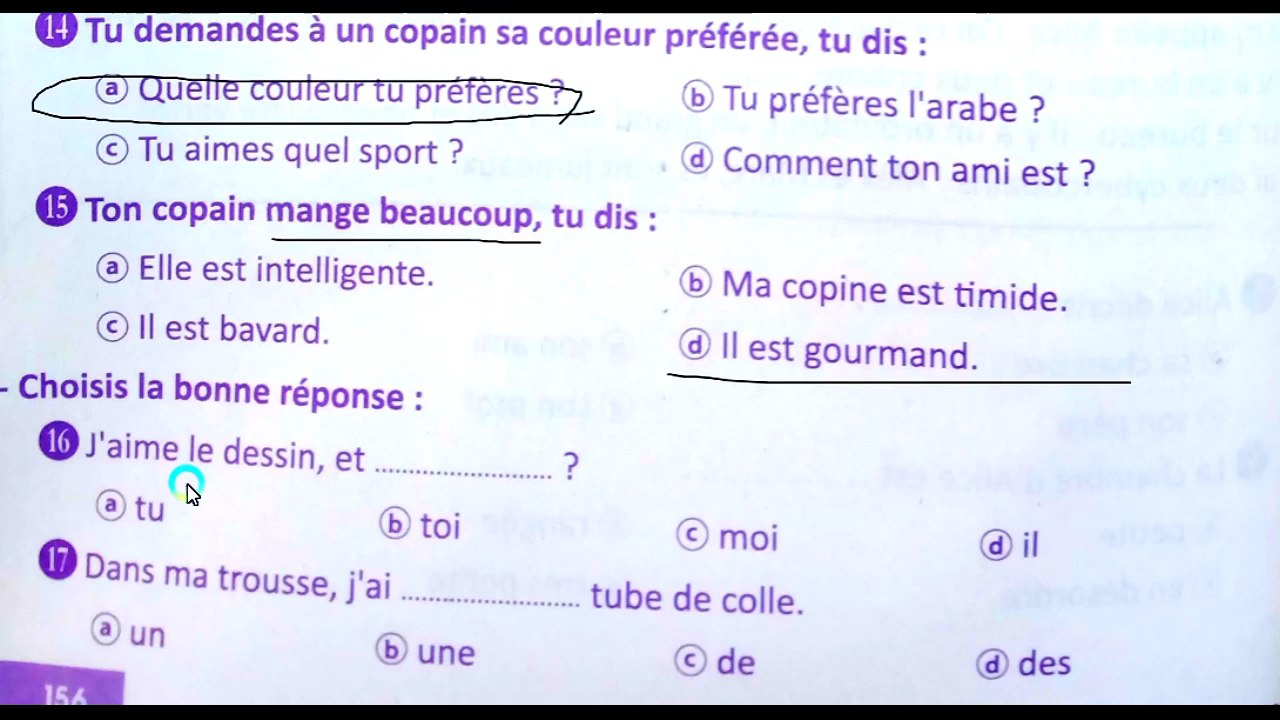 14 Tu demandes à un copain sa couleur préférée, tu dis :
a Quelle couleur tu préfères ?
b Tu préfères l'arabe ?
c Tu aimes quel sport ?
d Comment ton ami est ?
15 Ton copain mange beaucoup, tu dis :
a Elle est intelligente.
b Ma copine est timide.
c Il est bavard.
d Il est gourmand.
- Choisis la bonne réponse :
16 J'aime le dessin, et .......................... ?
a tu
b toi
c moi
d il
17 Dans ma trousse, j'ai .......................... tube de colle.
a un
b une
c de
d des
156